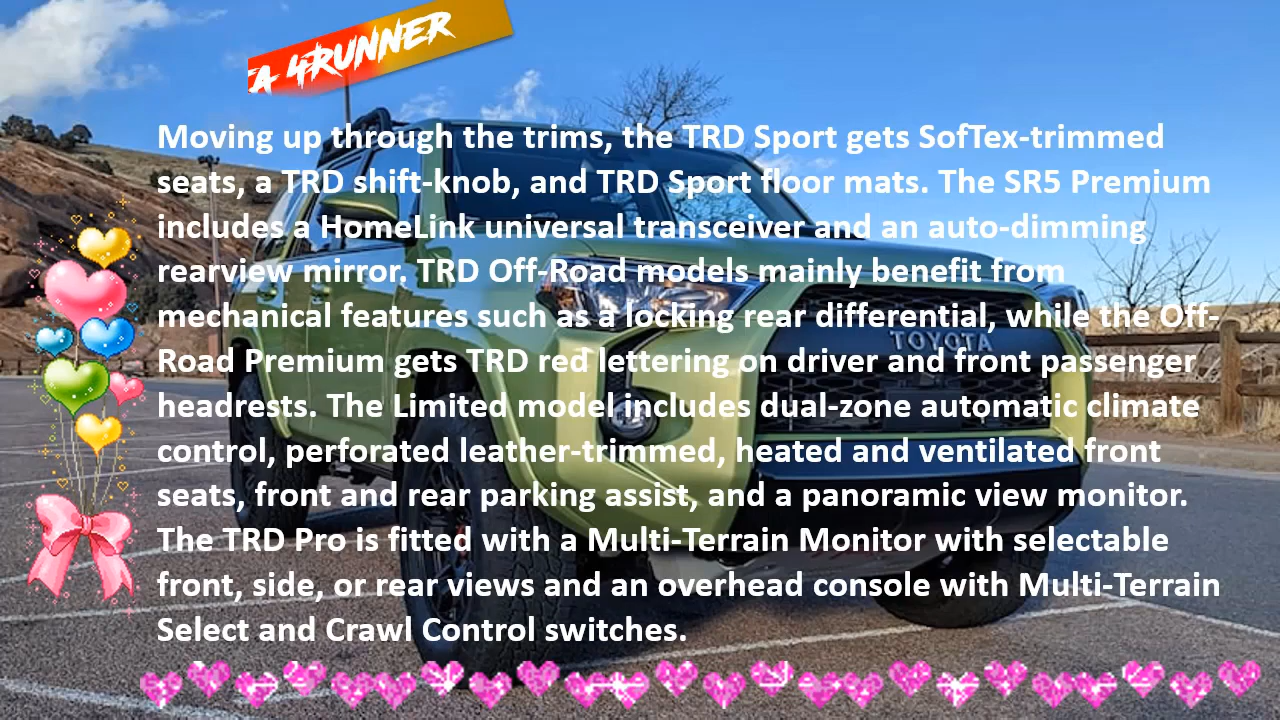 A 4RUNNER
Moving up through the trims, the TRD Sport gets SofTex-trimmed
seats, a TRD shift-knob, and TRD Sport floor mats. The SR5 Premium
includes a HomeLink universal transceiver and an auto-dimming
rearview mirror. TRD Off-Road models mainly benefit from
mechanical features such as a locking rear differential, while the Off-
Road Premium gets TRD red lettering on driver and front passenger
headrests. The Limited model includes dual-zone automatic climate
control, perforated leather-trimmed, heated and ventilated front
seats, front and rear parking assist, and a panoramic view monitor.
The TRD Pro is fitted with a Multi-Terrain Monitor with selectable
front, side, or rear views and an overhead console with Multi-Terrain
Select and Crawl Control switches.
TOYOTA